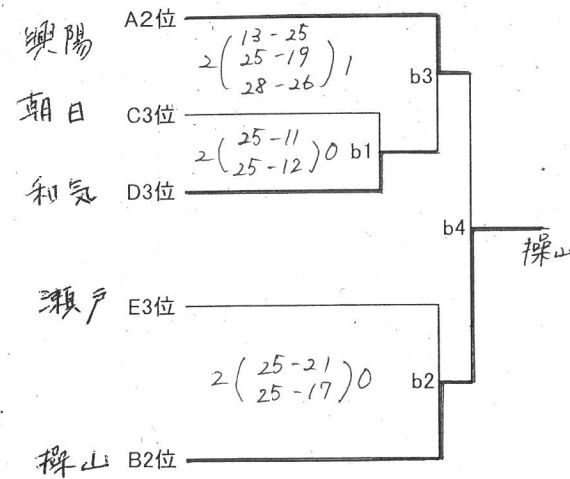 興陽 A2位
2(13-25
25-19
28-26)1
b3
朝日 C3位
2(25-11
25-12)0 b1
和気 D3位
b4
操山
瀬戸 E3位
2(25-21
25-17)0
b2
操山 B2位